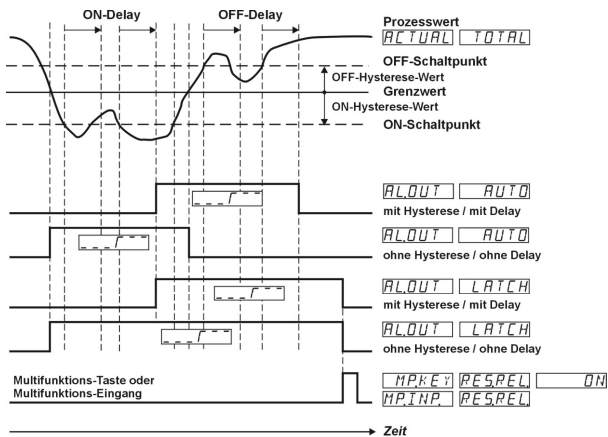 ON-Delay OFF-Delay
Prozesswert
ACTUAL TOTAL
OFF-Schaltpunkt
OFF-Hysterese-Wert
Grenzwert
ON-Hysterese-Wert
ON-Schaltpunkt
AL.OUT AUTO
mit Hysterese / mit Delay
AL.OUT AUTO
ohne Hysterese / ohne Delay
AL.OUT LATCH
mit Hysterese / mit Delay
AL.OUT LATCH
ohne Hysterese / ohne Delay
Multifunktions-Taste oder
Multifunktions-Eingang
MP.KEY RES.REL. ON
MP.INP. RES.REL.
Zeit